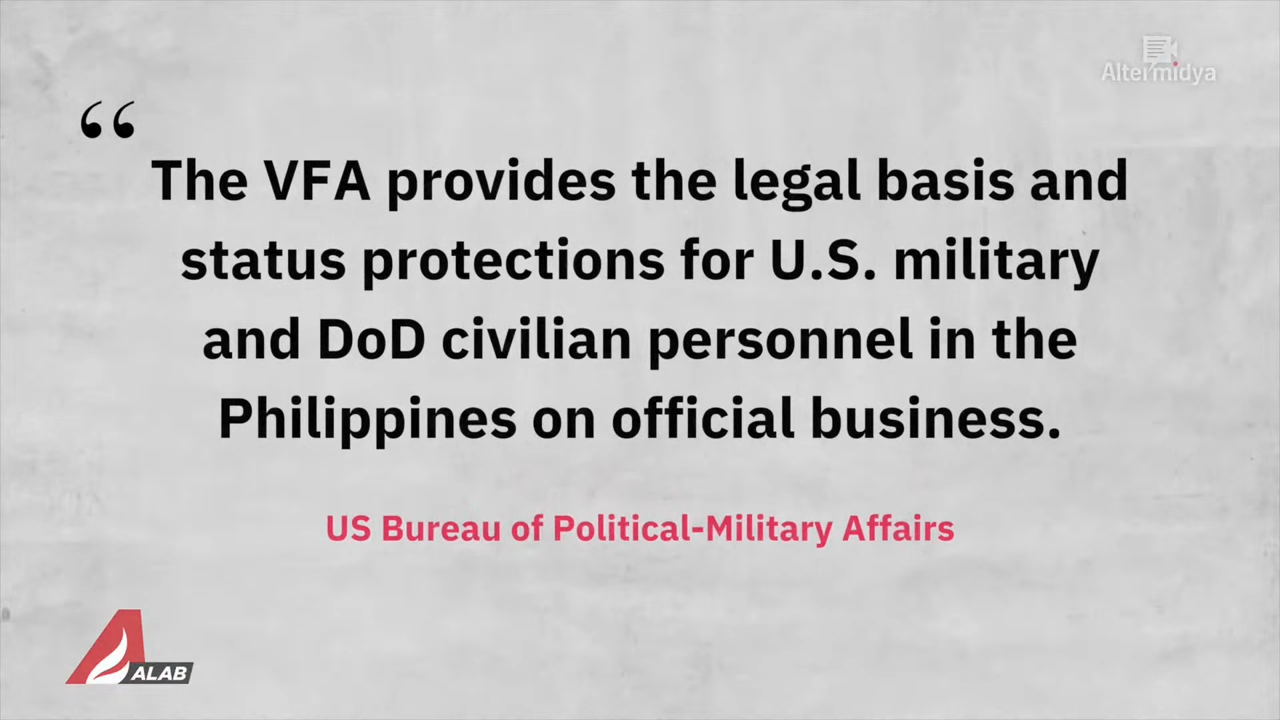 Altermidya
“
The VFA provides the legal basis and
status protections for U.S. military
and DoD civilian personnel in the
Philippines on official business.
US Bureau of Political-Military Affairs
ALAB